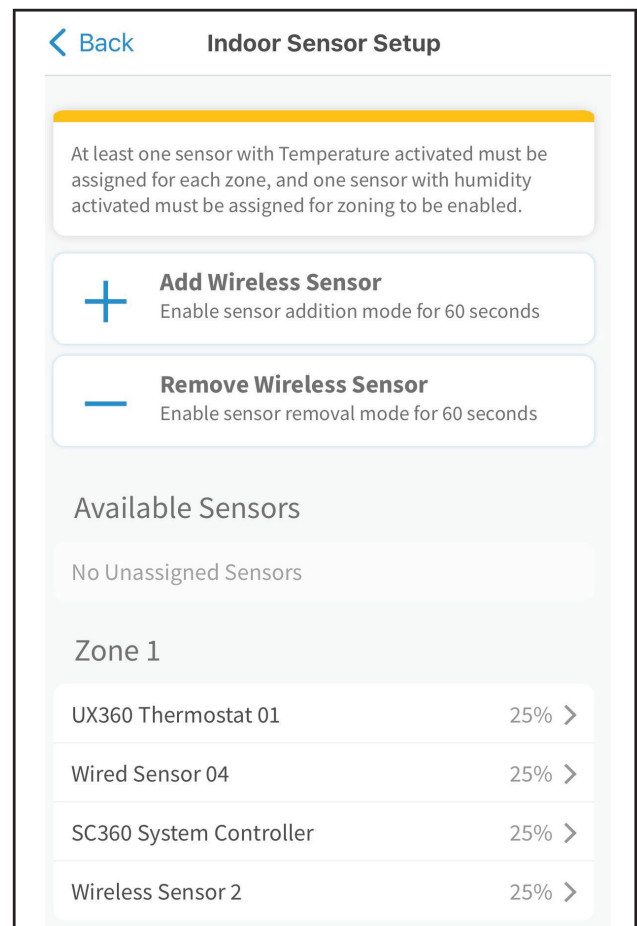 Back Indoor Sensor Setup
At least one sensor with Temperature activated must be
assigned for each zone, and one sensor with humidity
activated must be assigned for zoning to be enabled.
Add Wireless Sensor
Enable sensor addition mode for 60 seconds
Remove Wireless Sensor
Enable sensor removal mode for 60 seconds
Available Sensors
No Unassigned Sensors
Zone 1
UX360 Thermostat 01 25%
Wired Sensor 04 25%
SC360 System Controller 25%
Wireless Sensor 2 25%